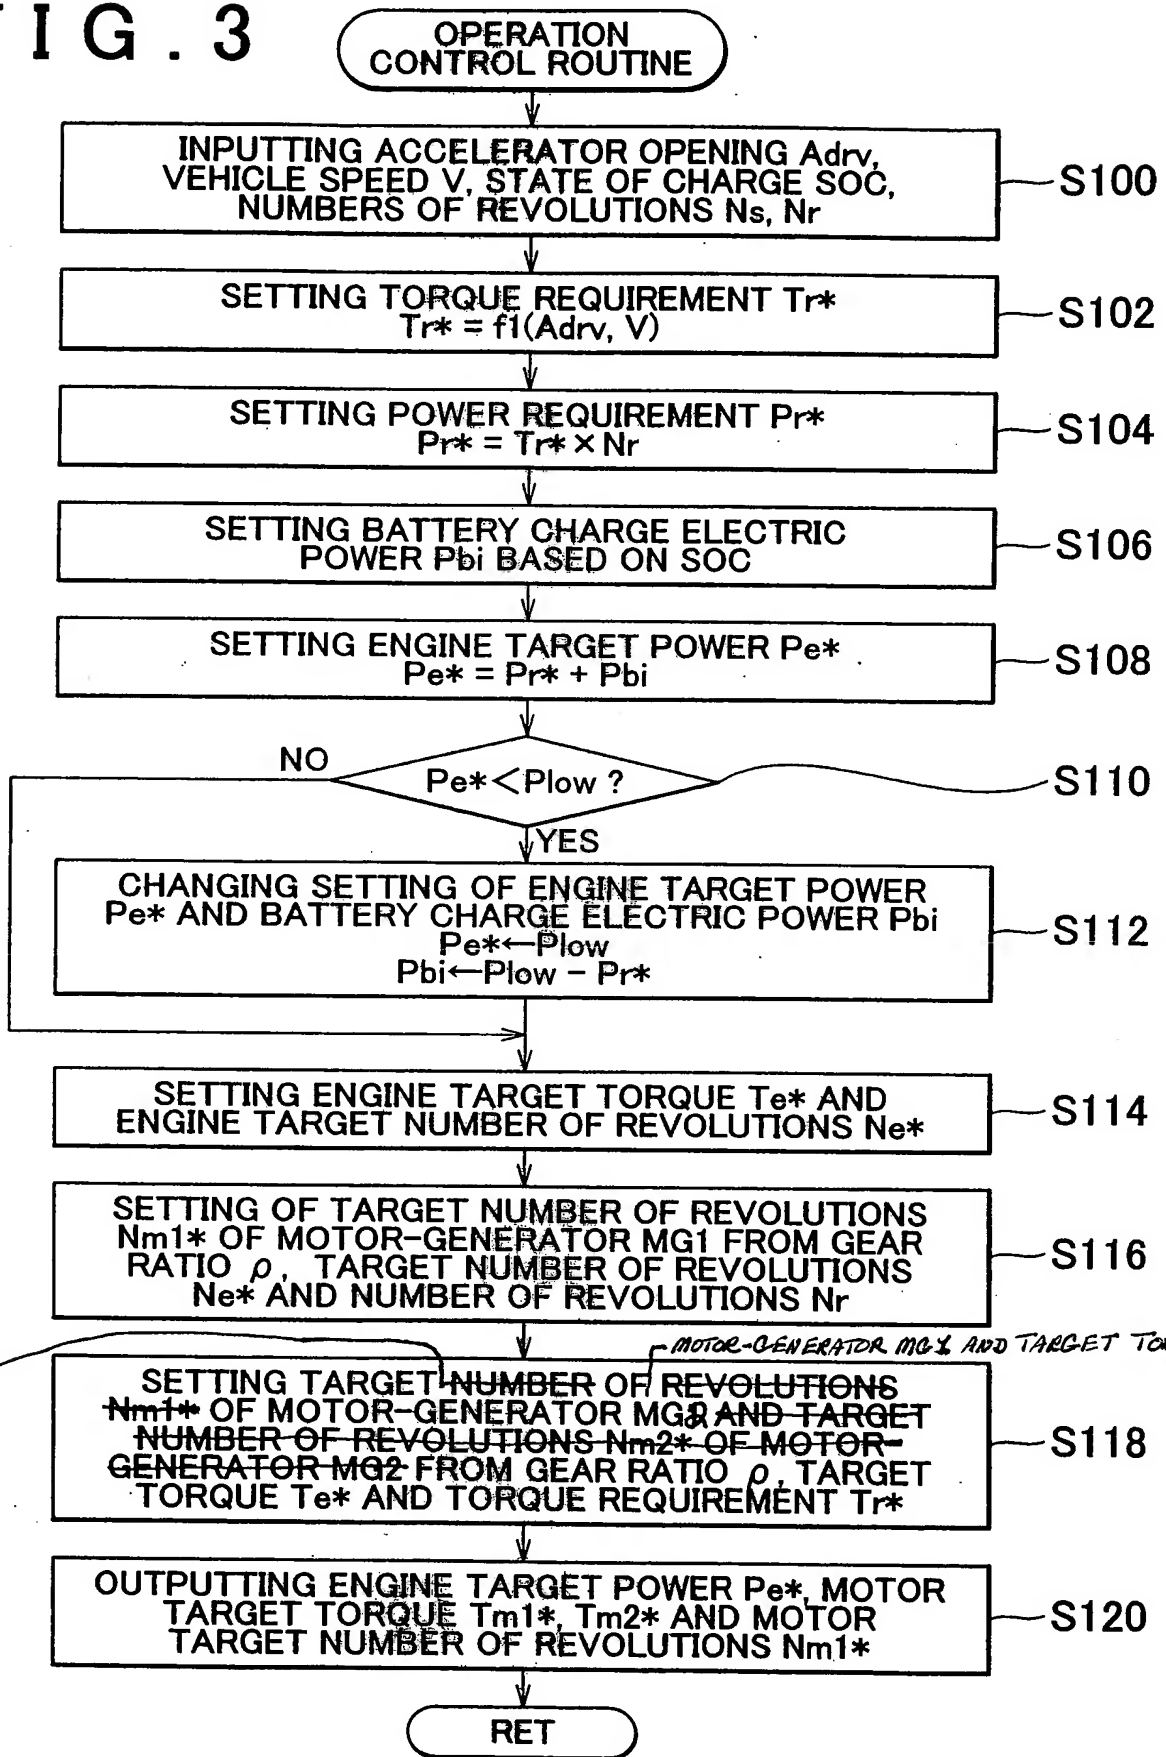 FIG. 3
OPERATION
CONTROL ROUTINE
INPUTTING ACCELERATOR OPENING Adrv,
VEHICLE SPEED V, STATE OF CHARGE SOC,
NUMBERS OF REVOLUTIONS Ns, Nr
S100
SETTING TORQUE REQUIREMENT Tr*
Tr* = f1(Adrv, V)
S102
SETTING POWER REQUIREMENT Pr*
Pr* = Tr* × Nr
S104
SETTING BATTERY CHARGE ELECTRIC
POWER Pbi BASED ON SOC
S106
SETTING ENGINE TARGET POWER Pe*
Pe* = Pr* + Pbi
S108
NO
Pe*<Plow ?
S110
YES
CHANGING SETTING OF ENGINE TARGET POWER
Pe* AND BATTERY CHARGE ELECTRIC POWER Pbi
Pe*←Plow
Pbi←Plow − Pr*
S112
SETTING ENGINE TARGET TORQUE Te* AND
ENGINE TARGET NUMBER OF REVOLUTIONS Ne*
S114
SETTING OF TARGET NUMBER OF REVOLUTIONS
Nm1* OF MOTOR-GENERATOR MG1 FROM GEAR
RATIO ρ, TARGET NUMBER OF REVOLUTIONS
Ne* AND NUMBER OF REVOLUTIONS Nr
S116
MOTOR-GENERATOR MG1 AND TARGET
SETTING TARGET NUMBER OF REVOLUTIONS
Nm1* OF MOTOR-GENERATOR MG2 AND TARGET
NUMBER OF REVOLUTIONS Nm2* OF MOTOR-
GENERATOR MG2 FROM GEAR RATIO ρ, TARGET
TORQUE Te* AND TORQUE REQUIREMENT Tr*
S118
OUTPUTTING ENGINE TARGET POWER Pe*, MOTOR
TARGET TORQUE Tm1*, Tm2* AND MOTOR
TARGET NUMBER OF REVOLUTIONS Nm1*
S120
RET